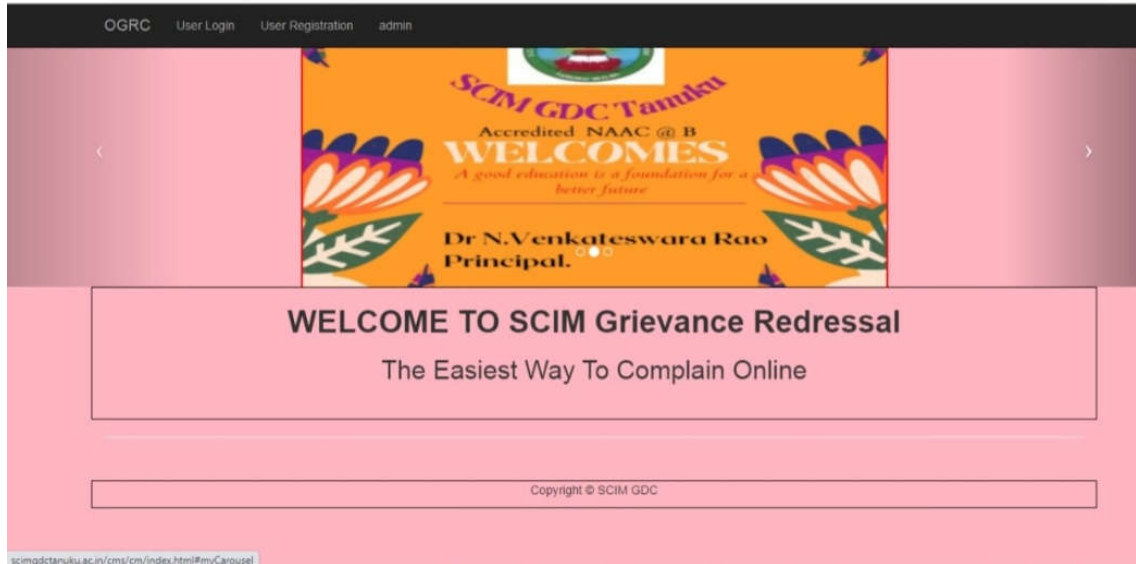 OGRC User Login User Registration admin
SCIM GDC Tanuku
Accredited NAAC @ B
WELCOMES
A good education is a foundation for a
better future
Dr N.Venkateswara Rao
Principal.
WELCOME TO SCIM Grievance Redressal
The Easiest Way To Complain Online
Copyright © SCIM GDC
scimgdctanuku.ac.in/cms/cm/index.html#myCarousel